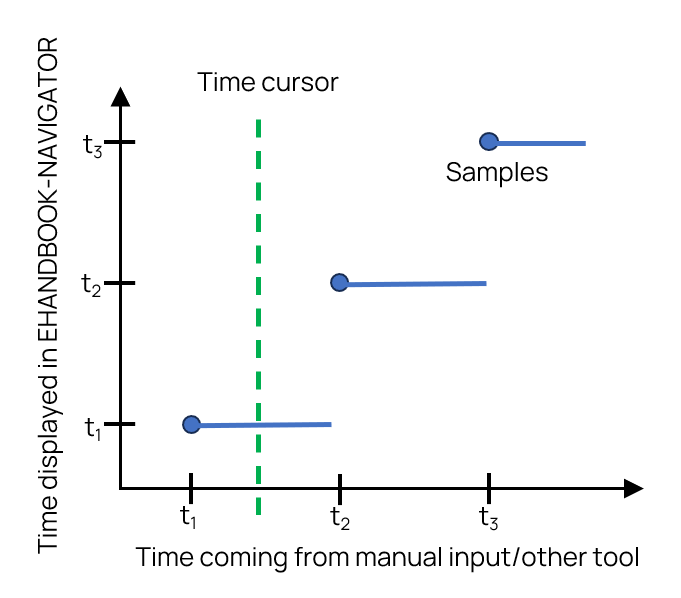 Time cursor
Time displayed in EHANDBOOK-NAVIGATOR
t₃
Samples
t₂
t₁
t₁
t₂
t₃
Time coming from manual input/other tool